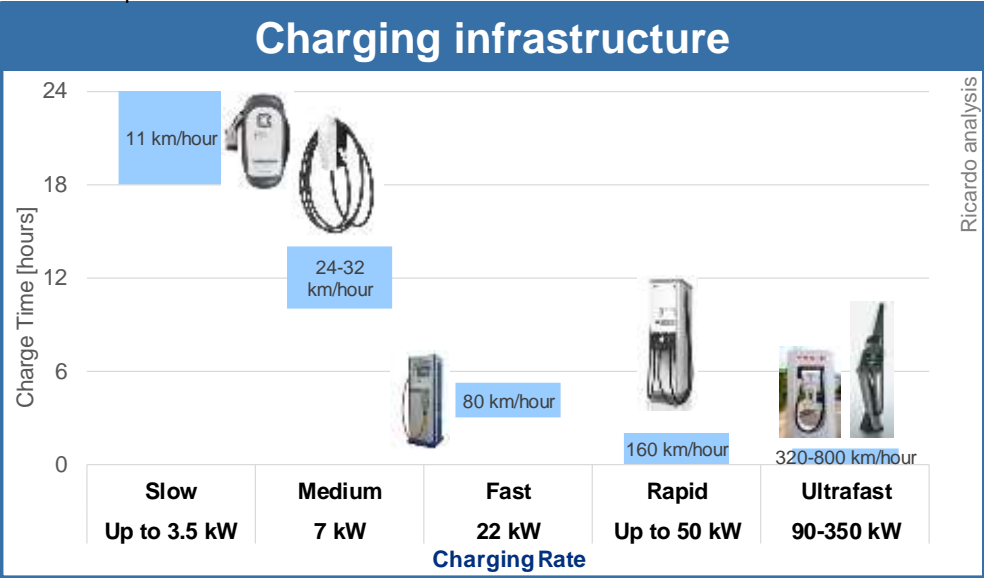 Charging infrastructure
Ricardo analysis
Charge Time [hours]
24
18
12
6
0
11 km/hour
24-32
km/hour
80 km/hour
160 km/hour
320-800 km/hour
Slow Medium Fast Rapid Ultrafast
Up to 3.5 kW 7 kW 22 kW Up to 50 kW 90-350 kW
Charging Rate